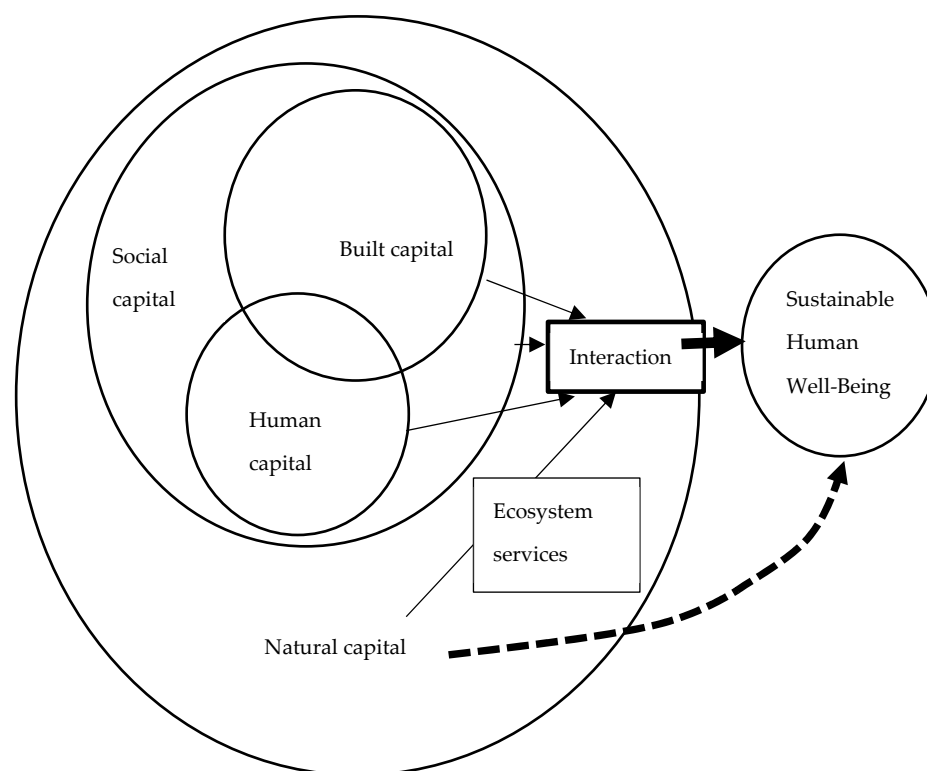 Social
capital
Built capital
Human
capital
Interaction
Sustainable
Human
Well-Being
Ecosystem
services
Natural capital